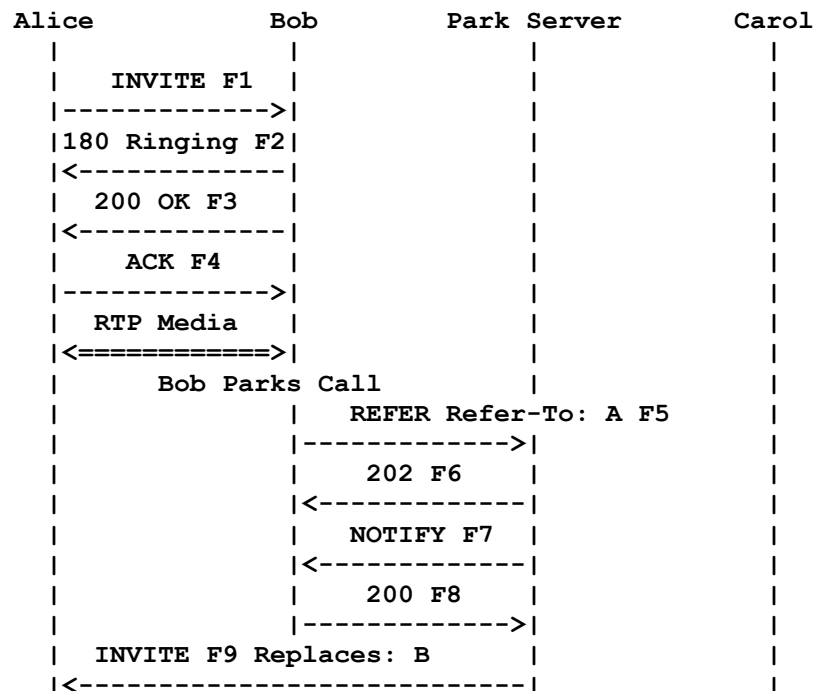 Alice Bob Park Server Carol
INVITE F1
180 Ringing F2
200 OK F3
ACK F4
RTP Media
Bob Parks Call
REFER Refer-To: A F5
202 F6
NOTIFY F7
200 F8
INVITE F9 Replaces: B